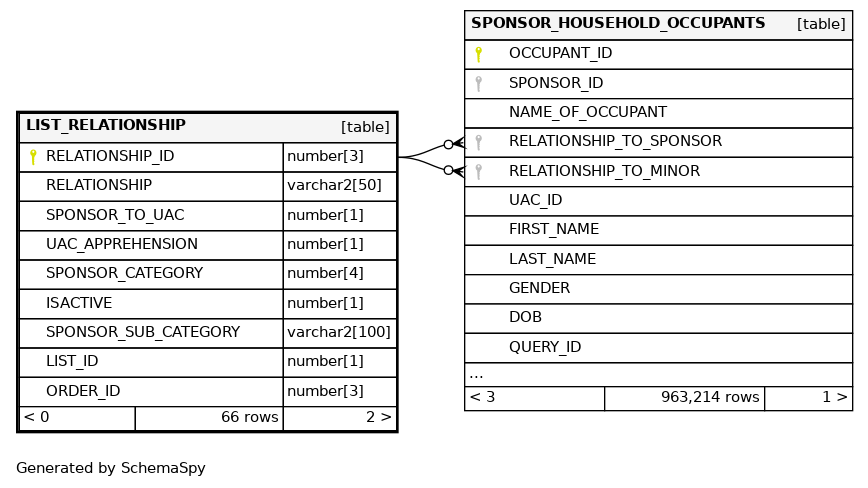 SPONSOR_HOUSEHOLD_OCCUPANTS [table]
OCCUPANT_ID
SPONSOR_ID
NAME_OF_OCCUPANT
RELATIONSHIP_TO_SPONSOR
RELATIONSHIP_TO_MINOR
UAC_ID
FIRST_NAME
LAST_NAME
GENDER
DOB
QUERY_ID
...
< 3 963,214 rows 1 >
LIST_RELATIONSHIP [table]
RELATIONSHIP_ID number[3]
RELATIONSHIP varchar2[50]
SPONSOR_TO_UAC number[1]
UAC_APPREHENSION number[1]
SPONSOR_CATEGORY number[4]
ISACTIVE number[1]
SPONSOR_SUB_CATEGORY varchar2[100]
LIST_ID number[1]
ORDER_ID number[3]
< 0 66 rows 2 >
Generated by SchemaSpy